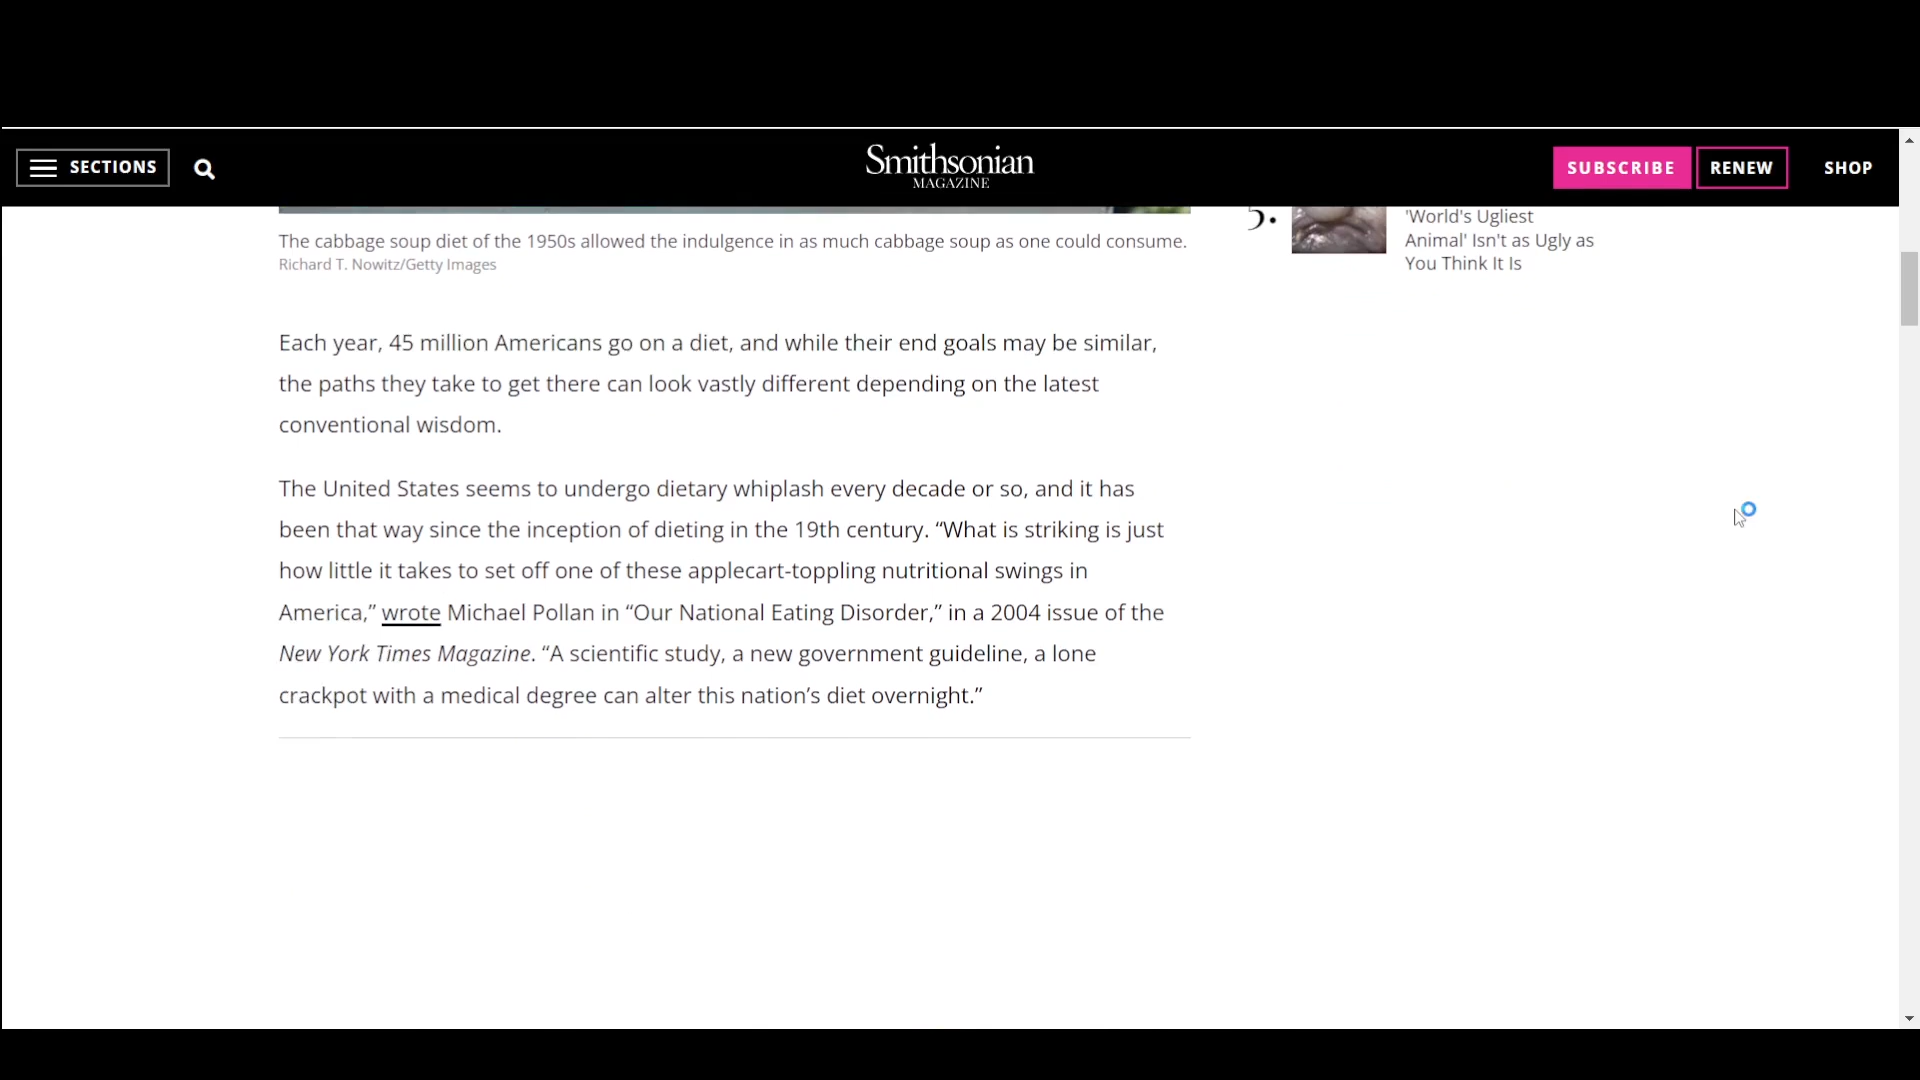 SECTIONS
Smithsonian
MAGAZINE
SUBSCRIBE
RENEW
SHOP
The cabbage soup diet of the 1950s allowed the indulgence in as much cabbage soup as one could consume.
Richard T. Nowitz/Getty Images
5.
'World's Ugliest
Animal' Isn't as Ugly as
You Think It Is
Each year, 45 million Americans go on a diet, and while their end goals may be similar,
the paths they take to get there can look vastly different depending on the latest
conventional wisdom.
The United States seems to undergo dietary whiplash every decade or so, and it has
been that way since the inception of dieting in the 19th century. “What is striking is just
how little it takes to set off one of these applecart-toppling nutritional swings in
America,” wrote Michael Pollan in “Our National Eating Disorder,” in a 2004 issue of the
New York Times Magazine. “A scientific study, a new government guideline, a lone
crackpot with a medical degree can alter this nation’s diet overnight.”